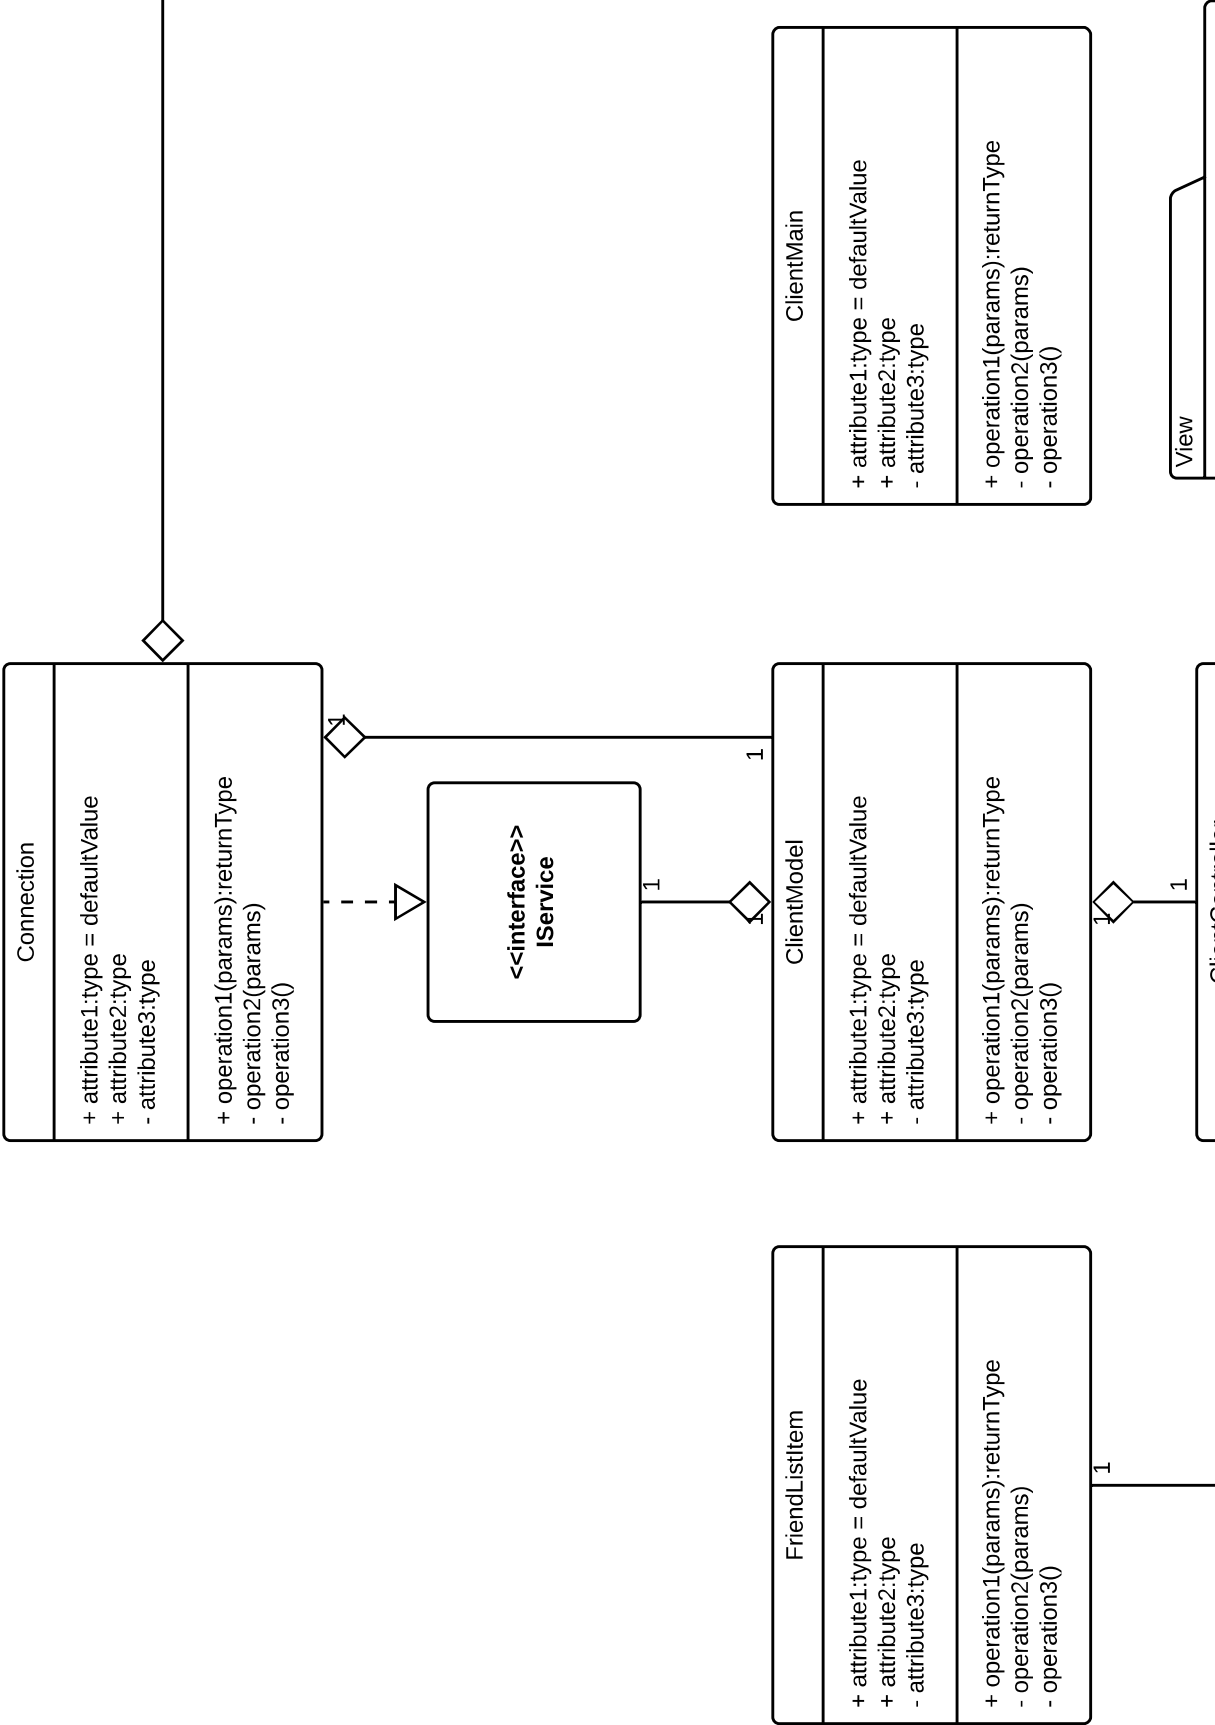 Connection
+ attribute1:type = defaultValue
+ attribute2:type
- attribute3:type
+ operation1(params):returnType
- operation2(params)
- operation3()
1
1
<<interface>>
IService
1
1
FriendListItem
+ attribute1:type = defaultValue
+ attribute2:type
- attribute3:type
+ operation1(params):returnType
- operation2(params)
- operation3()
1
ClientModel
+ attribute1:type = defaultValue
+ attribute2:type
- attribute3:type
+ operation1(params):returnType
- operation2(params)
- operation3()
1
1
ClientMain
+ attribute1:type = defaultValue
+ attribute2:type
- attribute3:type
+ operation1(params):returnType
- operation2(params)
- operation3()
View